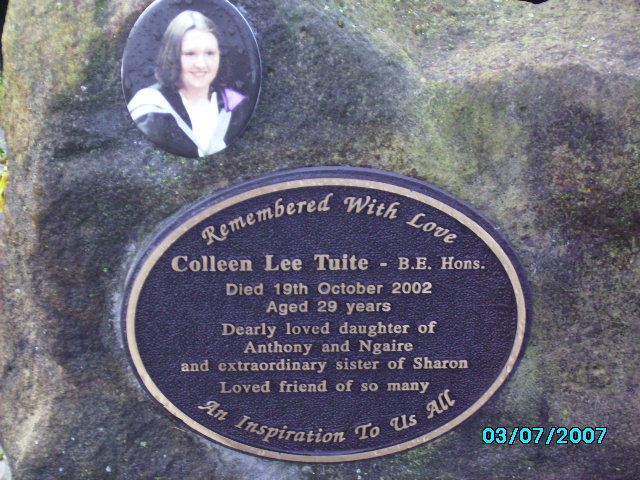 Remembered With Love
Colleen Lee Tuite - B.E. Hons.
Died 19th October 2002
Aged 29 years
Dearly loved daughter of
Anthony and Ngaire
and extraordinary sister of Sharon
Loved friend of so many
An Inspiration To Us All
03/07/2007